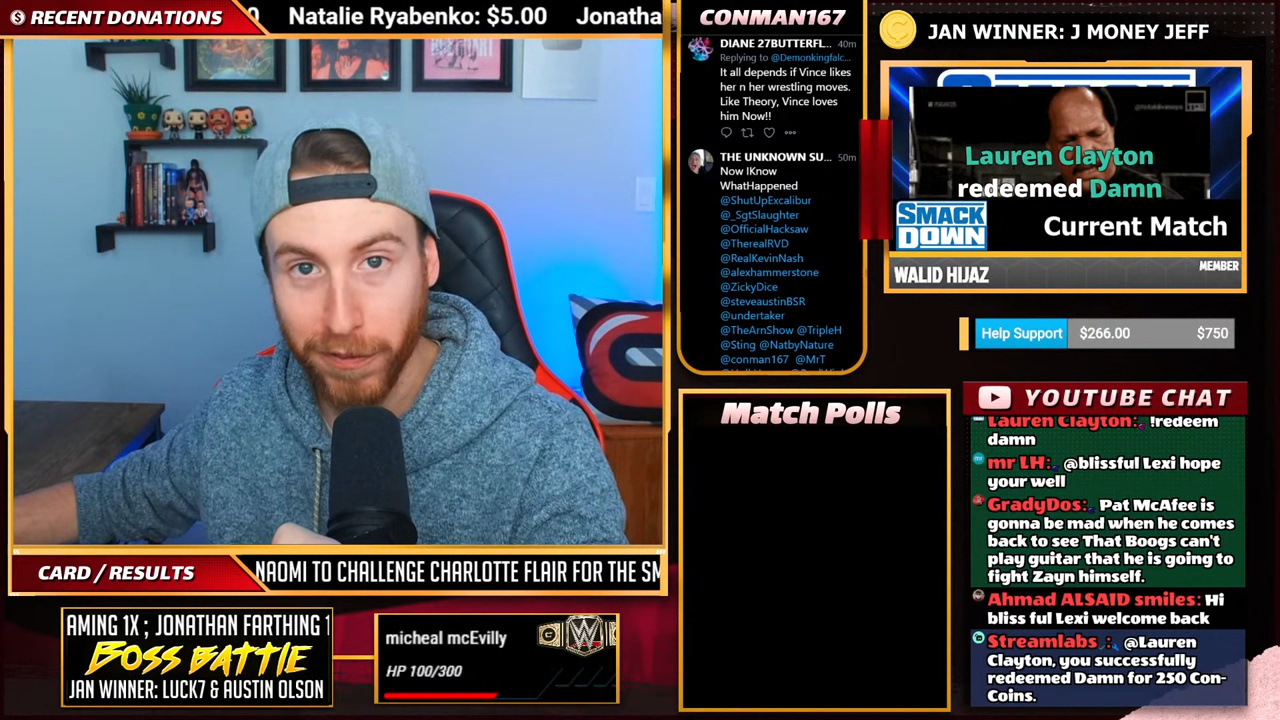 RECENT DONATIONS
0 Natalie Ryabenko: $5.00 Jonatha
CONMAN167
DIANE 27BUTTERFL... 40m
Replying to @Demonkingfalc...
It all depends if Vince likes
her n her wrestling moves.
Like Theory, Vince loves
him Now!!
THE UNKNOWN SU... 50m
Now IKnow
WhatHappened
@ShutUpExcalibur
@_SgtSlaughter
@OfficialHacksaw
@TherealRVD
@RealKevinNash
@alexhammerstone
@ZickyDice
@steveaustinBSR
@undertaker
@TheArnShow @TripleH
@Sting @NatbyNature
@conman167 @MrT
JAN WINNER: J MONEY JEFF
Lauren Clayton
redeemed Damn
SMACK
DOWN
Current Match
WALID HIJAZ
MEMBER
Help Support $266.00 $750
Match Polls
YOUTUBE CHAT
Lauren Clayton: !redeem
damn
mr LH: @blissful Lexi hope
your well
GradyDos: Pat McAfee is
gonna be mad when he comes
back to see That Boogs can't
play guitar that he is going to
fight Zayn himself.
Ahmad ALSAID smiles: Hi
bliss ful Lexi welcome back
Streamlabs: @Lauren
Clayton, you successfully
redeemed Damn for 250 Con-
Coins.
CARD / RESULTS
NAOMI TO CHALLENGE CHARLOTTE FLAIR FOR THE SM
AMING 1X ; JONATHAN FARTHING 1
BOSS BATTLE
JAN WINNER: LUCK7 & AUSTIN OLSON
micheal mcEvilly
HP 100/300